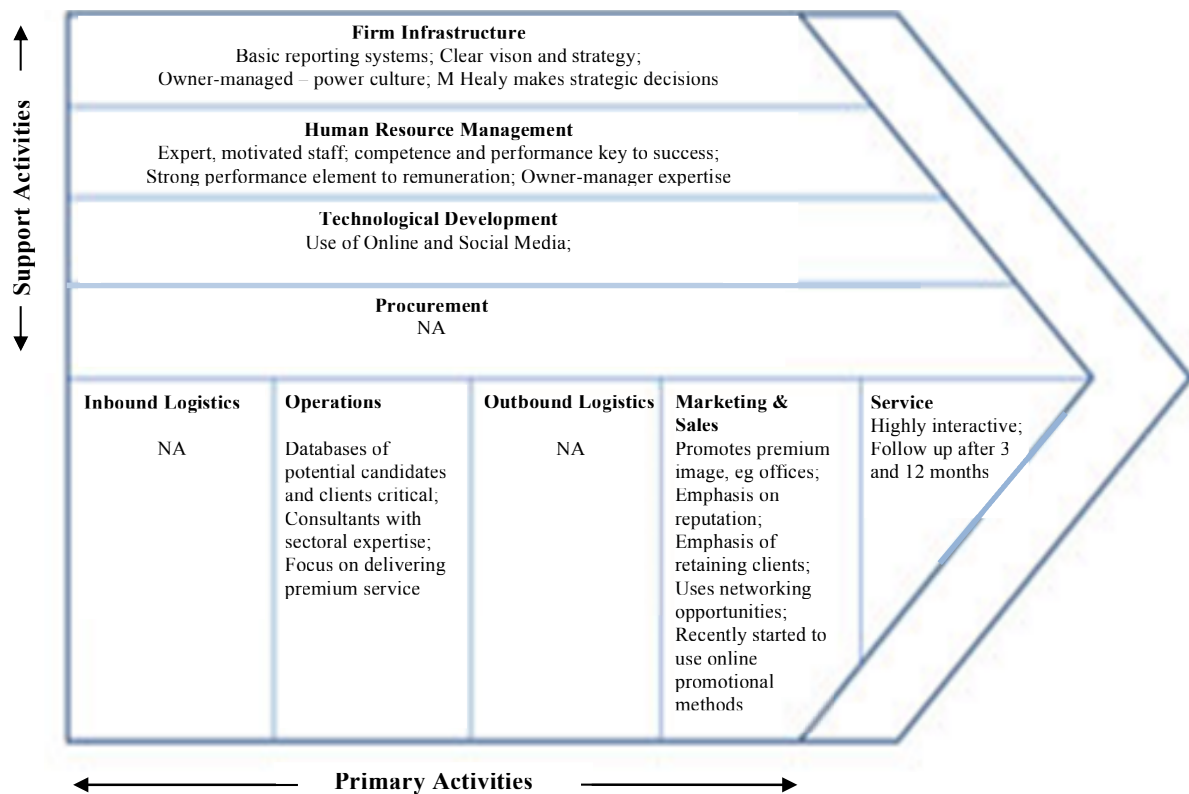 Firm Infrastructure
Basic reporting systems; Clear vison and strategy;
Owner-managed – power culture; M Healy makes strategic decisions
Human Resource Management
Expert, motivated staff; competence and performance key to success;
Strong performance element to remuneration; Owner-manager expertise
Technological Development
Use of Online and Social Media;
Procurement
NA
Support Activities
Inbound Logistics
NA
Operations
Databases of
potential candidates
and clients critical;
Consultants with
sectoral expertise;
Focus on delivering
premium service
Outbound Logistics
NA
Marketing &
Sales
Promotes premium
image, eg offices;
Emphasis on
reputation;
Emphasis of
retaining clients;
Uses networking
opportunities;
Recently started to
use online
promotional
methods
Service
Highly interactive;
Follow up after 3
and 12 months
Primary Activities